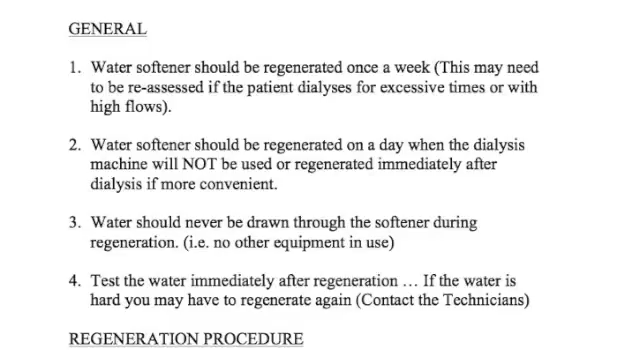 GENERAL
1. Water softener should be regenerated once a week (This may need
to be re-assessed if the patient dialyses for excessive times or with
high flows).
2. Water softener should be regenerated on a day when the dialysis
machine will NOT be used or regenerated immediately after
dialysis if more convenient.
3. Water should never be drawn through the softener during
regeneration. (i.e. no other equipment in use)
4. Test the water immediately after regeneration … If the water is
hard you may have to regenerate again (Contact the Technicians)
REGENERATION PROCEDURE